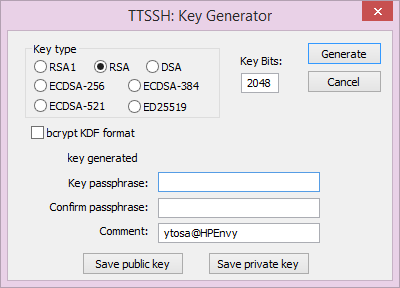 TTSSH: Key Generator
Key type
RSA1 RSA DSA
ECDSA-256 ECDSA-384
ECDSA-521 ED25519
Key Bits:
2048
Generate
Cancel
bcrypt KDF format
key generated
Key passphrase:
Confirm passphrase:
Comment: ytosa@HPEnvy
Save public key Save private key